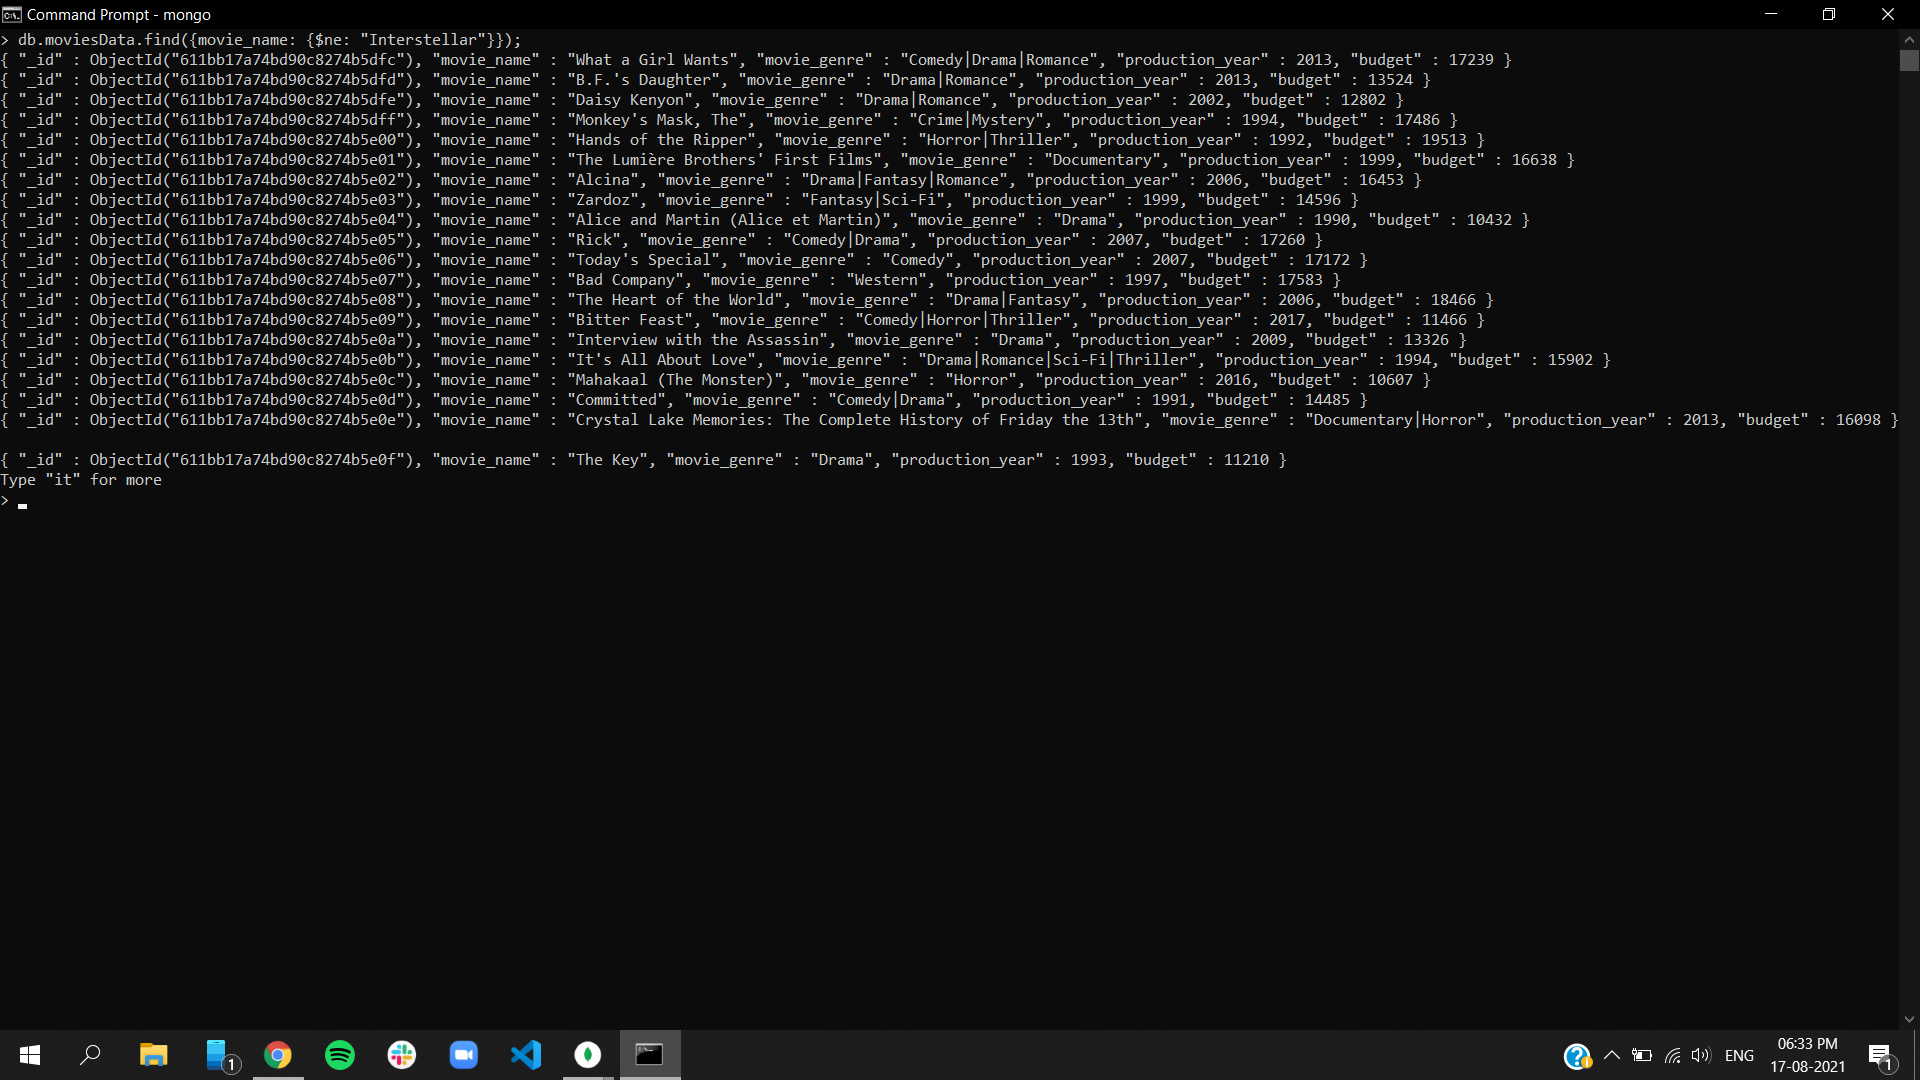 Command Prompt - mongo
> db.moviesData.find({movie_name: {$ne: "Interstellar"}});
{ "_id" : ObjectId("611bb17a74bd90c8274b5dfc"), "movie_name" : "What a Girl Wants", "movie_genre" : "Comedy|Drama|Romance", "production_year" : 2013, "budget" : 17239 }
{ "_id" : ObjectId("611bb17a74bd90c8274b5dfd"), "movie_name" : "B.F.'s Daughter", "movie_genre" : "Drama|Romance", "production_year" : 2013, "budget" : 13524 }
{ "_id" : ObjectId("611bb17a74bd90c8274b5dfe"), "movie_name" : "Daisy Kenyon", "movie_genre" : "Drama|Romance", "production_year" : 2002, "budget" : 12802 }
{ "_id" : ObjectId("611bb17a74bd90c8274b5dff"), "movie_name" : "Monkey's Mask, The", "movie_genre" : "Crime|Mystery", "production_year" : 1994, "budget" : 17486 }
{ "_id" : ObjectId("611bb17a74bd90c8274b5e00"), "movie_name" : "Hands of the Ripper", "movie_genre" : "Horror|Thriller", "production_year" : 1992, "budget" : 19513 }
{ "_id" : ObjectId("611bb17a74bd90c8274b5e01"), "movie_name" : "The Lumière Brothers' First Films", "movie_genre" : "Documentary", "production_year" : 1999, "budget" : 16638 }
{ "_id" : ObjectId("611bb17a74bd90c8274b5e02"), "movie_name" : "Alcina", "movie_genre" : "Drama|Fantasy|Romance", "production_year" : 2006, "budget" : 16453 }
{ "_id" : ObjectId("611bb17a74bd90c8274b5e03"), "movie_name" : "Zardoz", "movie_genre" : "Fantasy|Sci-Fi", "production_year" : 1999, "budget" : 14596 }
{ "_id" : ObjectId("611bb17a74bd90c8274b5e04"), "movie_name" : "Alice and Martin (Alice et Martin)", "movie_genre" : "Drama", "production_year" : 1990, "budget" : 10432 }
{ "_id" : ObjectId("611bb17a74bd90c8274b5e05"), "movie_name" : "Rick", "movie_genre" : "Comedy|Drama", "production_year" : 2007, "budget" : 17260 }
{ "_id" : ObjectId("611bb17a74bd90c8274b5e06"), "movie_name" : "Today's Special", "movie_genre" : "Comedy", "production_year" : 2007, "budget" : 17172 }
{ "_id" : ObjectId("611bb17a74bd90c8274b5e07"), "movie_name" : "Bad Company", "movie_genre" : "Western", "production_year" : 1997, "budget" : 17583 }
{ "_id" : ObjectId("611bb17a74bd90c8274b5e08"), "movie_name" : "The Heart of the World", "movie_genre" : "Drama|Fantasy", "production_year" : 2006, "budget" : 18466 }
{ "_id" : ObjectId("611bb17a74bd90c8274b5e09"), "movie_name" : "Bitter Feast", "movie_genre" : "Comedy|Horror|Thriller", "production_year" : 2017, "budget" : 11466 }
{ "_id" : ObjectId("611bb17a74bd90c8274b5e0a"), "movie_name" : "Interview with the Assassin", "movie_genre" : "Drama", "production_year" : 2009, "budget" : 13326 }
{ "_id" : ObjectId("611bb17a74bd90c8274b5e0b"), "movie_name" : "It's All About Love", "movie_genre" : "Drama|Romance|Sci-Fi|Thriller", "production_year" : 1994, "budget" : 15902 }
{ "_id" : ObjectId("611bb17a74bd90c8274b5e0c"), "movie_name" : "Mahakaal (The Monster)", "movie_genre" : "Horror", "production_year" : 2016, "budget" : 10607 }
{ "_id" : ObjectId("611bb17a74bd90c8274b5e0d"), "movie_name" : "Committed", "movie_genre" : "Comedy|Drama", "production_year" : 1991, "budget" : 14485 }
{ "_id" : ObjectId("611bb17a74bd90c8274b5e0e"), "movie_name" : "Crystal Lake Memories: The Complete History of Friday the 13th", "movie_genre" : "Documentary|Horror", "production_year" : 2013, "budget" : 16098 }
{ "_id" : ObjectId("611bb17a74bd90c8274b5e0f"), "movie_name" : "The Key", "movie_genre" : "Drama", "production_year" : 1993, "budget" : 11210 }
Type "it" for more
>
1
ENG
06:33 PM
17-08-2021
1